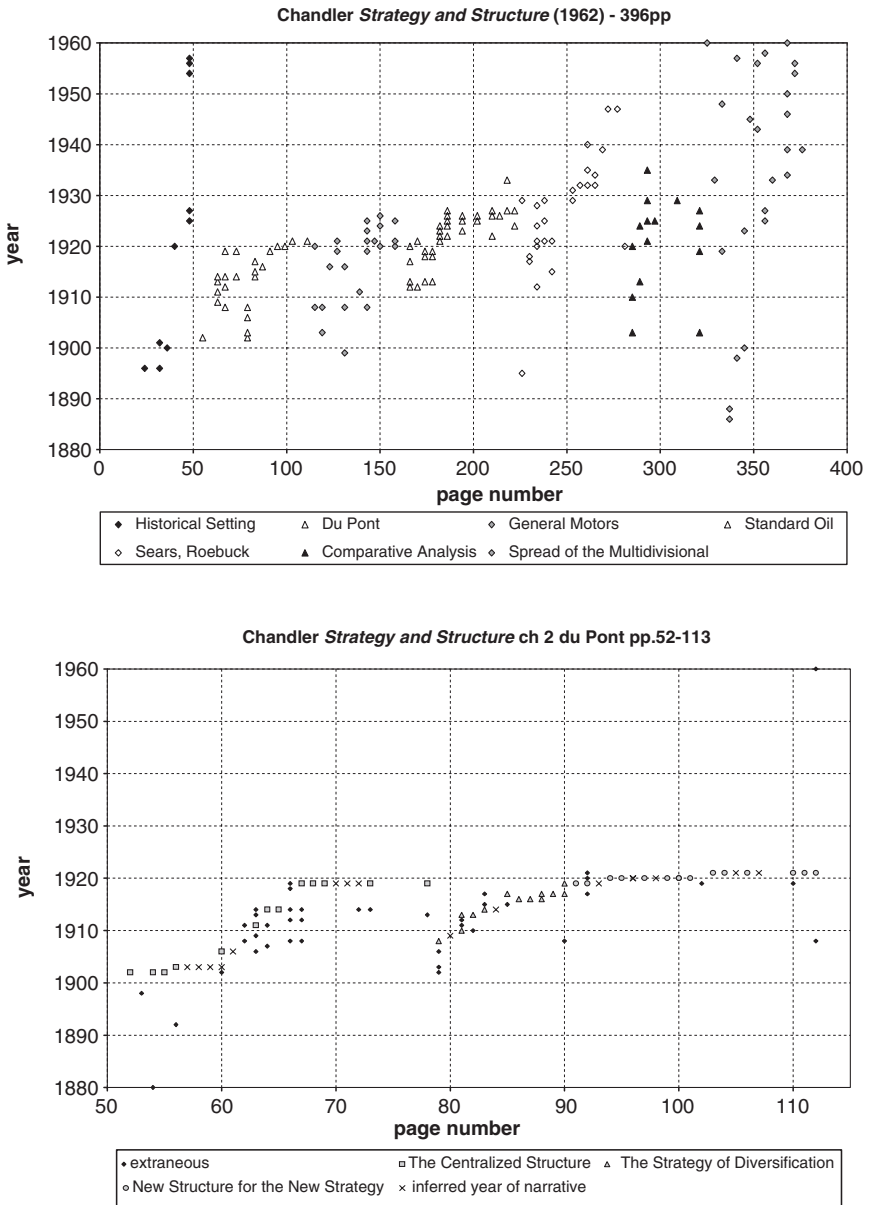 Chandler Strategy and Structure (1962) - 396pp
1960
1950
1940
1930
1920
1910
1900
1890
1880
year
0 50 100 150 200 250 300 350 400
page number
Historical Setting Du Pont General Motors Standard Oil
Sears, Roebuck Comparative Analysis Spread of the Multidivisional
Chandler Strategy and Structure ch 2 du Pont pp.52-113
1960
1950
1940
1930
1920
1910
1900
1890
1880
year
50 60 70 80 90 100 110
page number
extraneous The Centralized Structure The Strategy of Diversification
New Structure for the New Strategy inferred year of narrative